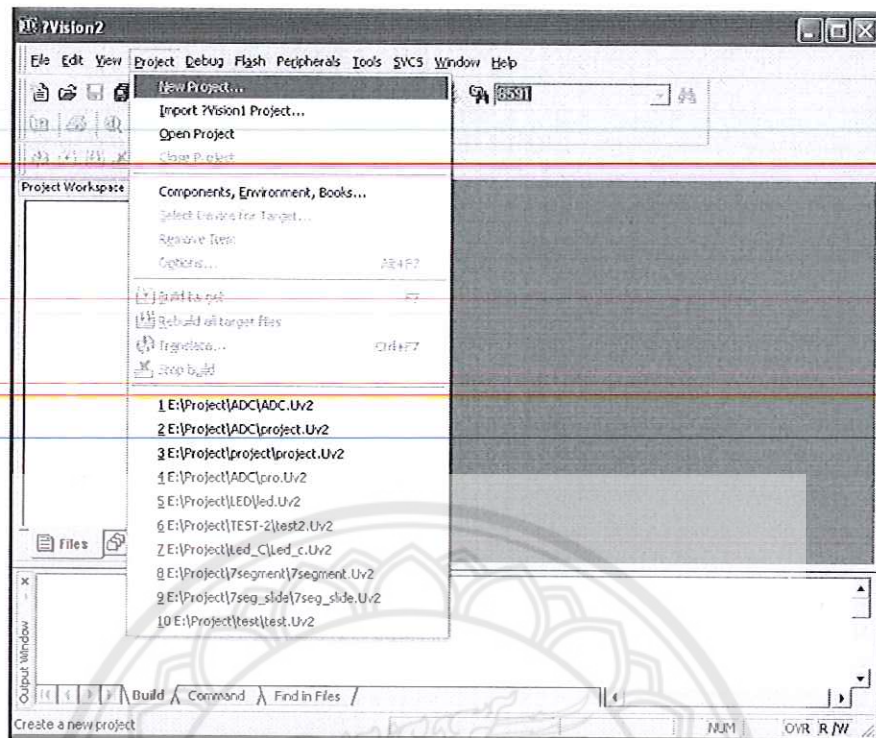 ?Vision2
File Edit View Project Debug Flash Peripherals Tools SVCS Window Help
New Project...
8591
Import ?Vision1 Project...
Open Project
Close Project
Project Workspace
Components, Environment, Books...
Select Device for Target...
Remove Item
Options... Alt+F7
Build target F7
Rebuild all target files
Translate... Ctrl+F7
Stop build
1 E:\Project\ADC\ADC.Uv2
2 E:\Project\ADC\project.Uv2
3 E:\Project\project\project.Uv2
4 E:\Project\ADC\pro.Uv2
5 E:\Project\LED\led.Uv2
6 E:\Project\TEST-2\test2.Uv2
7 E:\Project\Led_C\Led_c.Uv2
8 E:\Project\7segment\7segment.Uv2
9 E:\Project\7seg_slide\7seg_slide.Uv2
10 E:\Project\test\test.Uv2
Files
Output Window
Build Command Find in Files
Create a new project NUM OVR R/W